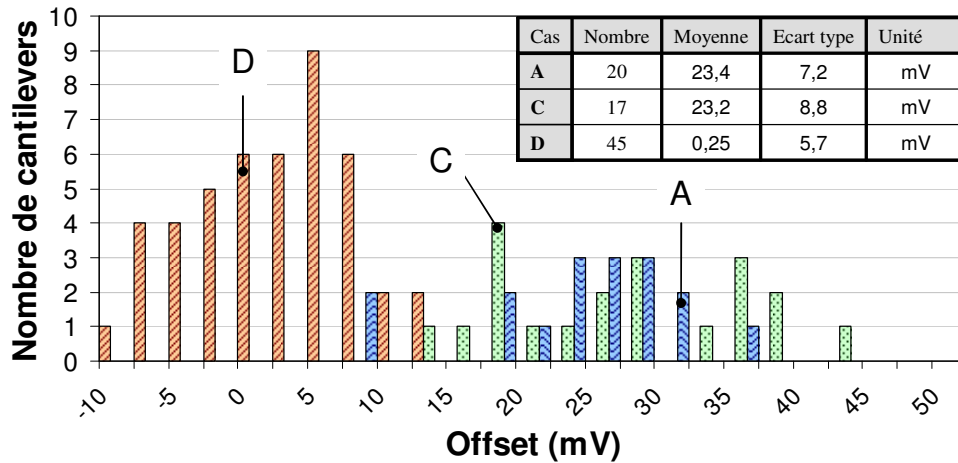 Nombre de cantilevers
10
9
8
7
6
5
4
3
2
1
0
D
C
A
Cas Nombre Moyenne Ecart type Unité
A 20 23,4 7,2 mV
C 17 23,2 8,8 mV
D 45 0,25 5,7 mV
-10 -5 0 5 10 15 20 25 30 35 40 45 50
Offset (mV)